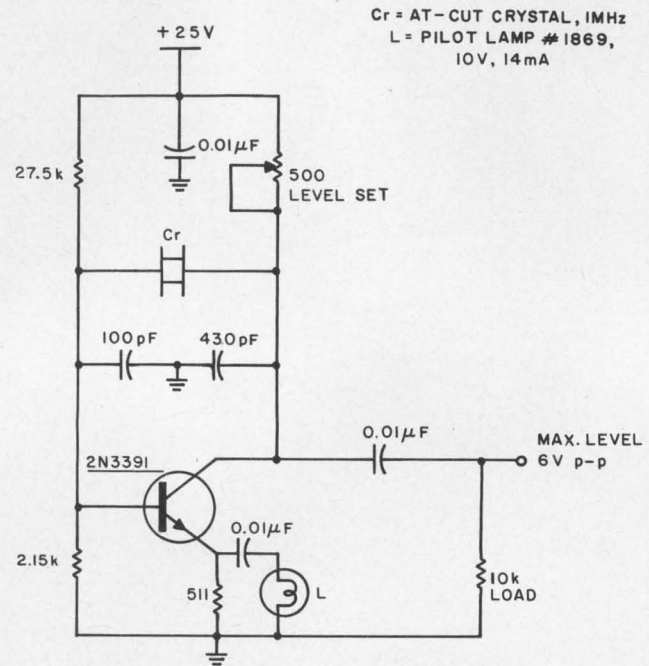 Cr = AT-CUT CRYSTAL, 1MHz
L = PILOT LAMP # 1869,
10V, 14mA
+25V
0.01µF
27.5k
500
LEVEL SET
Cr
100pF
430pF
0.01µF
MAX. LEVEL
6V p-p
2N3391
0.01µF
2.15k
511
L
10k
LOAD